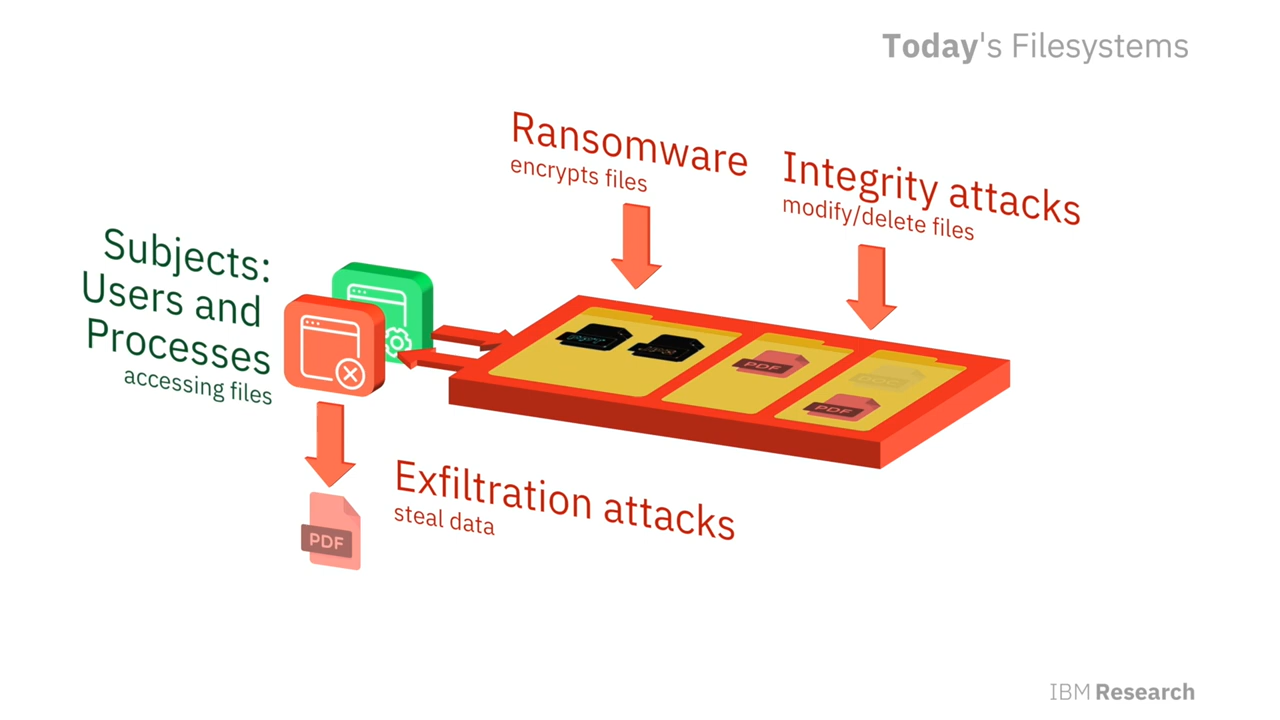 Today's Filesystems
Ransomware
encrypts files
Integrity attacks
modify/delete files
Subjects:
Users and
Processes
accessing files
PDF
PDF
Exfiltration attacks
steal data
PDF
IBM Research